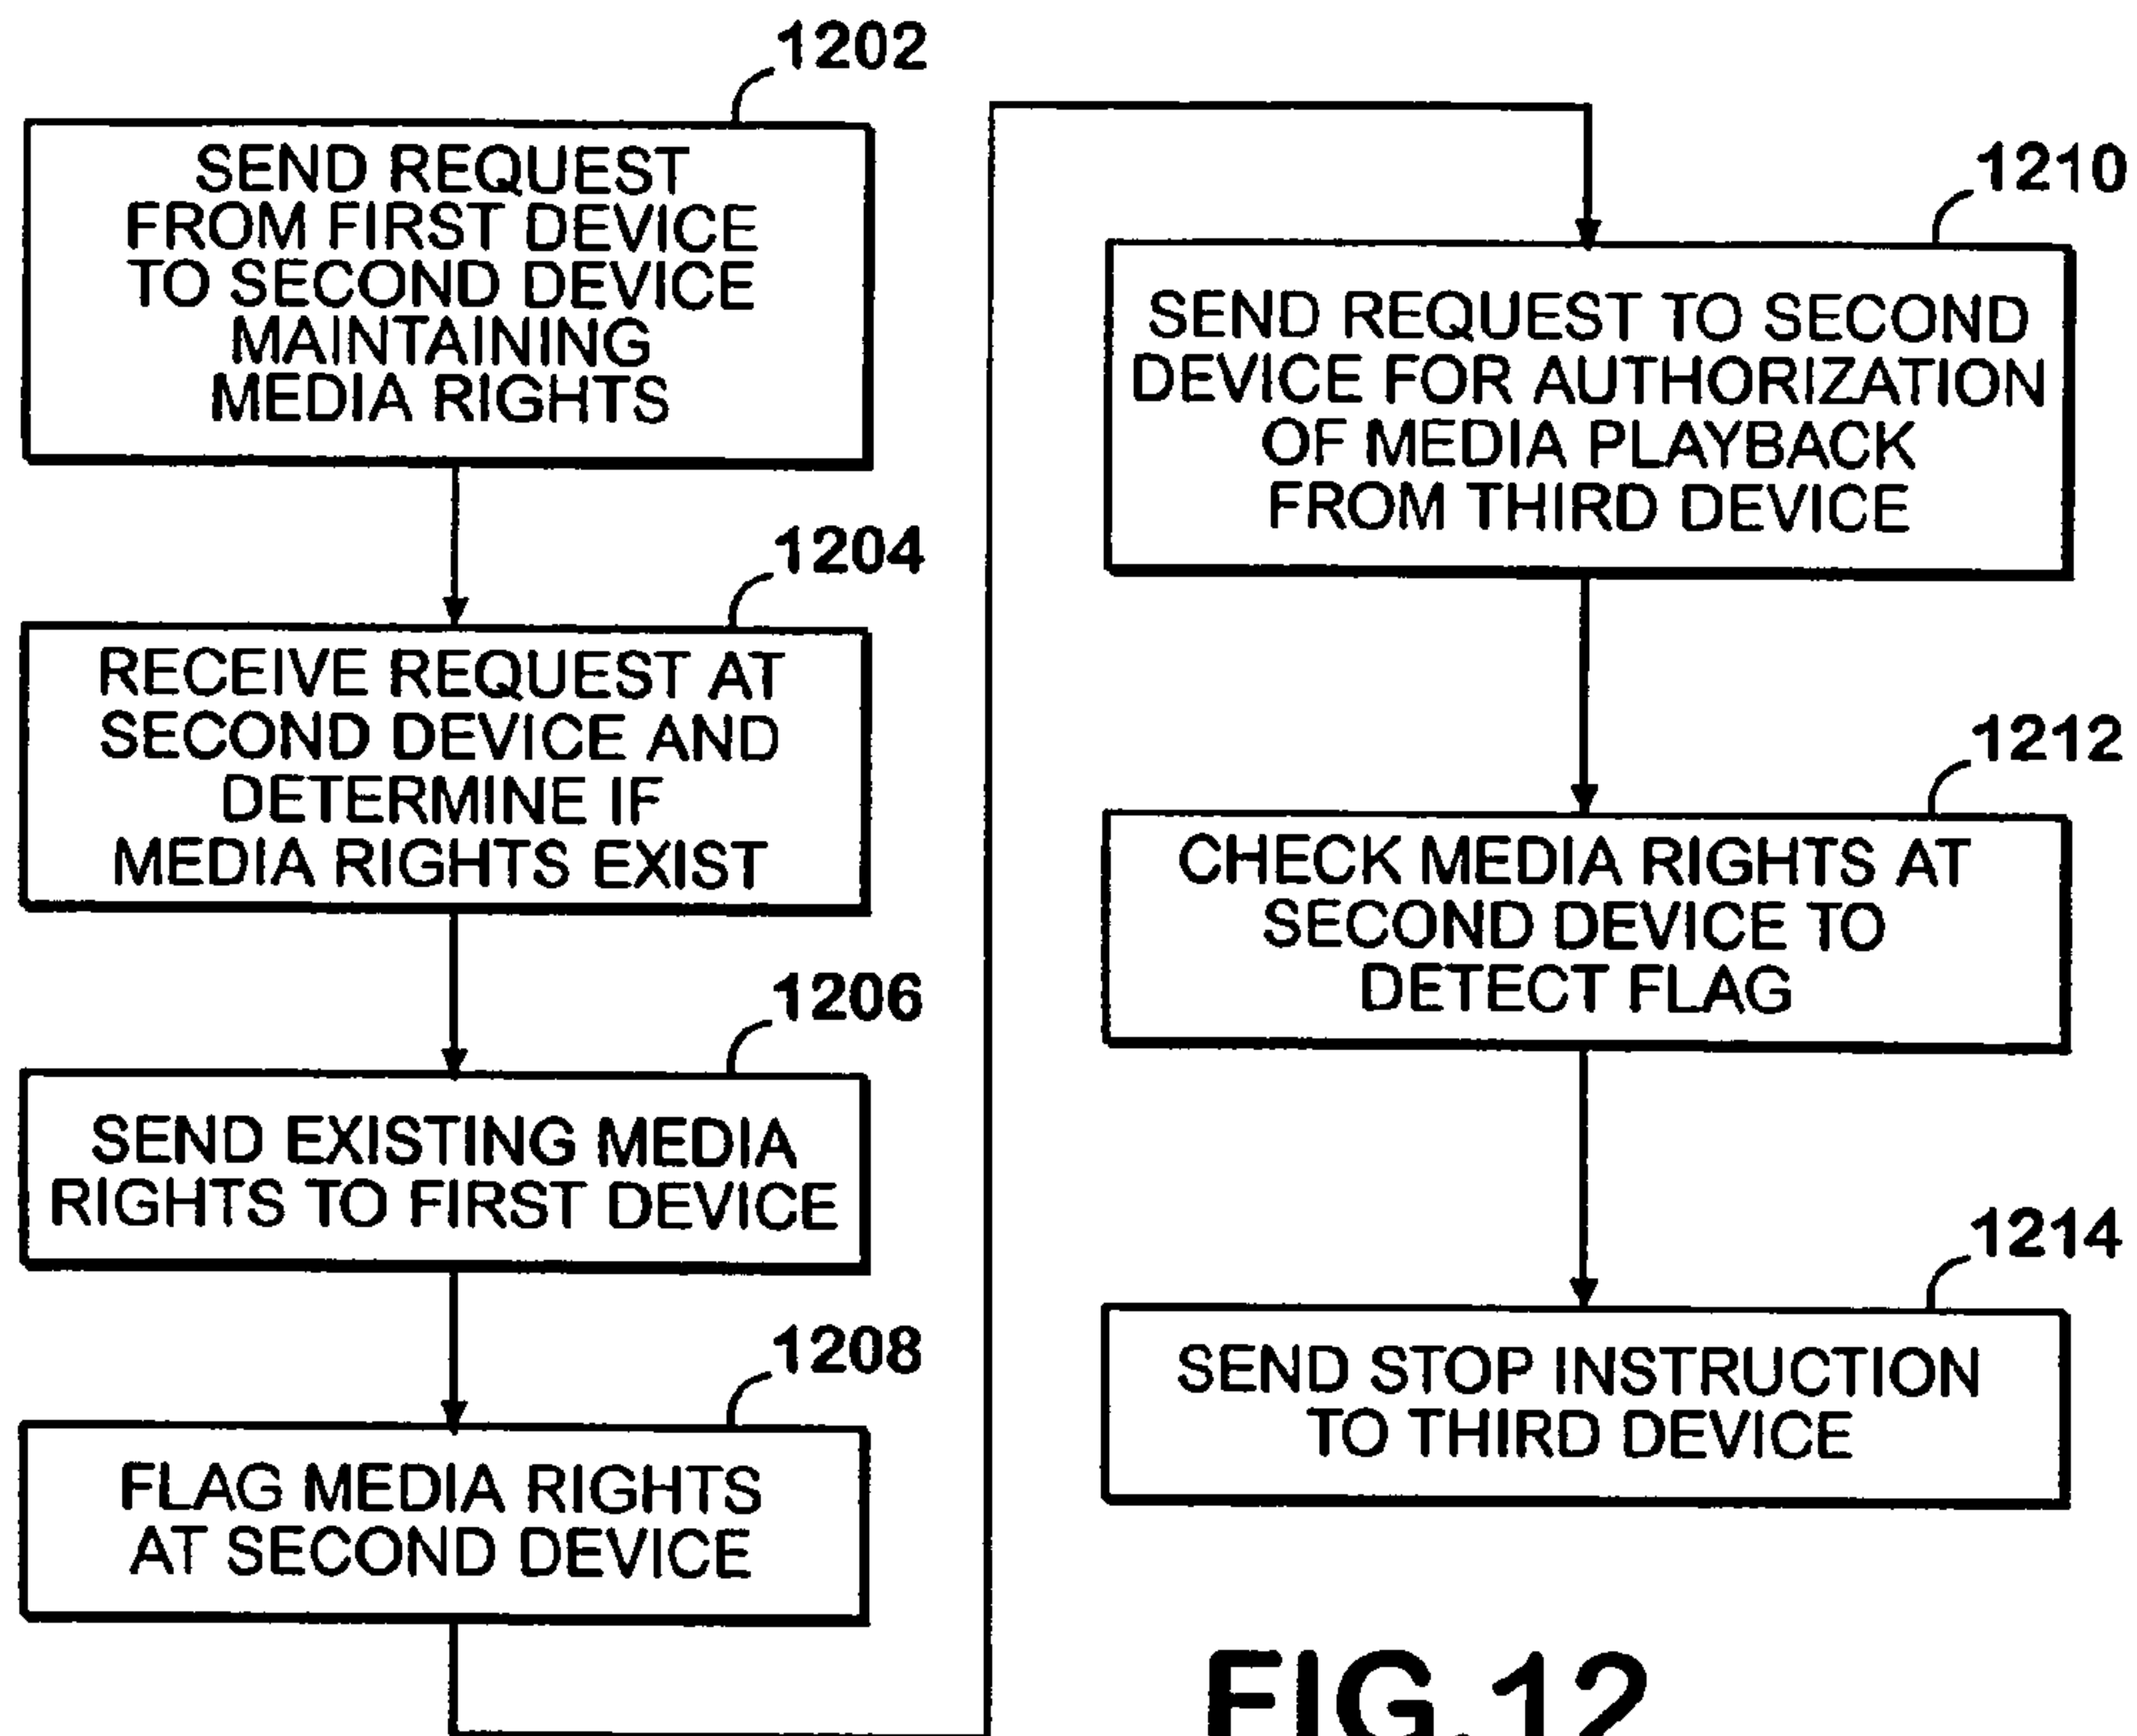 1202
SEND REQUEST
FROM FIRST DEVICE
TO SECOND DEVICE
MAINTAINING
MEDIA RIGHTS
1204
RECEIVE REQUEST AT
SECOND DEVICE AND
DETERMINE IF
MEDIA RIGHTS EXIST
1206
SEND EXISTING MEDIA
RIGHTS TO FIRST DEVICE
1208
FLAG MEDIA RIGHTS
AT SECOND DEVICE
1210
SEND REQUEST TO SECOND
DEVICE FOR AUTHORIZATION
OF MEDIA PLAYBACK
FROM THIRD DEVICE
1212
CHECK MEDIA RIGHTS AT
SECOND DEVICE TO
DETECT FLAG
1214
SEND STOP INSTRUCTION
TO THIRD DEVICE
FIG.12